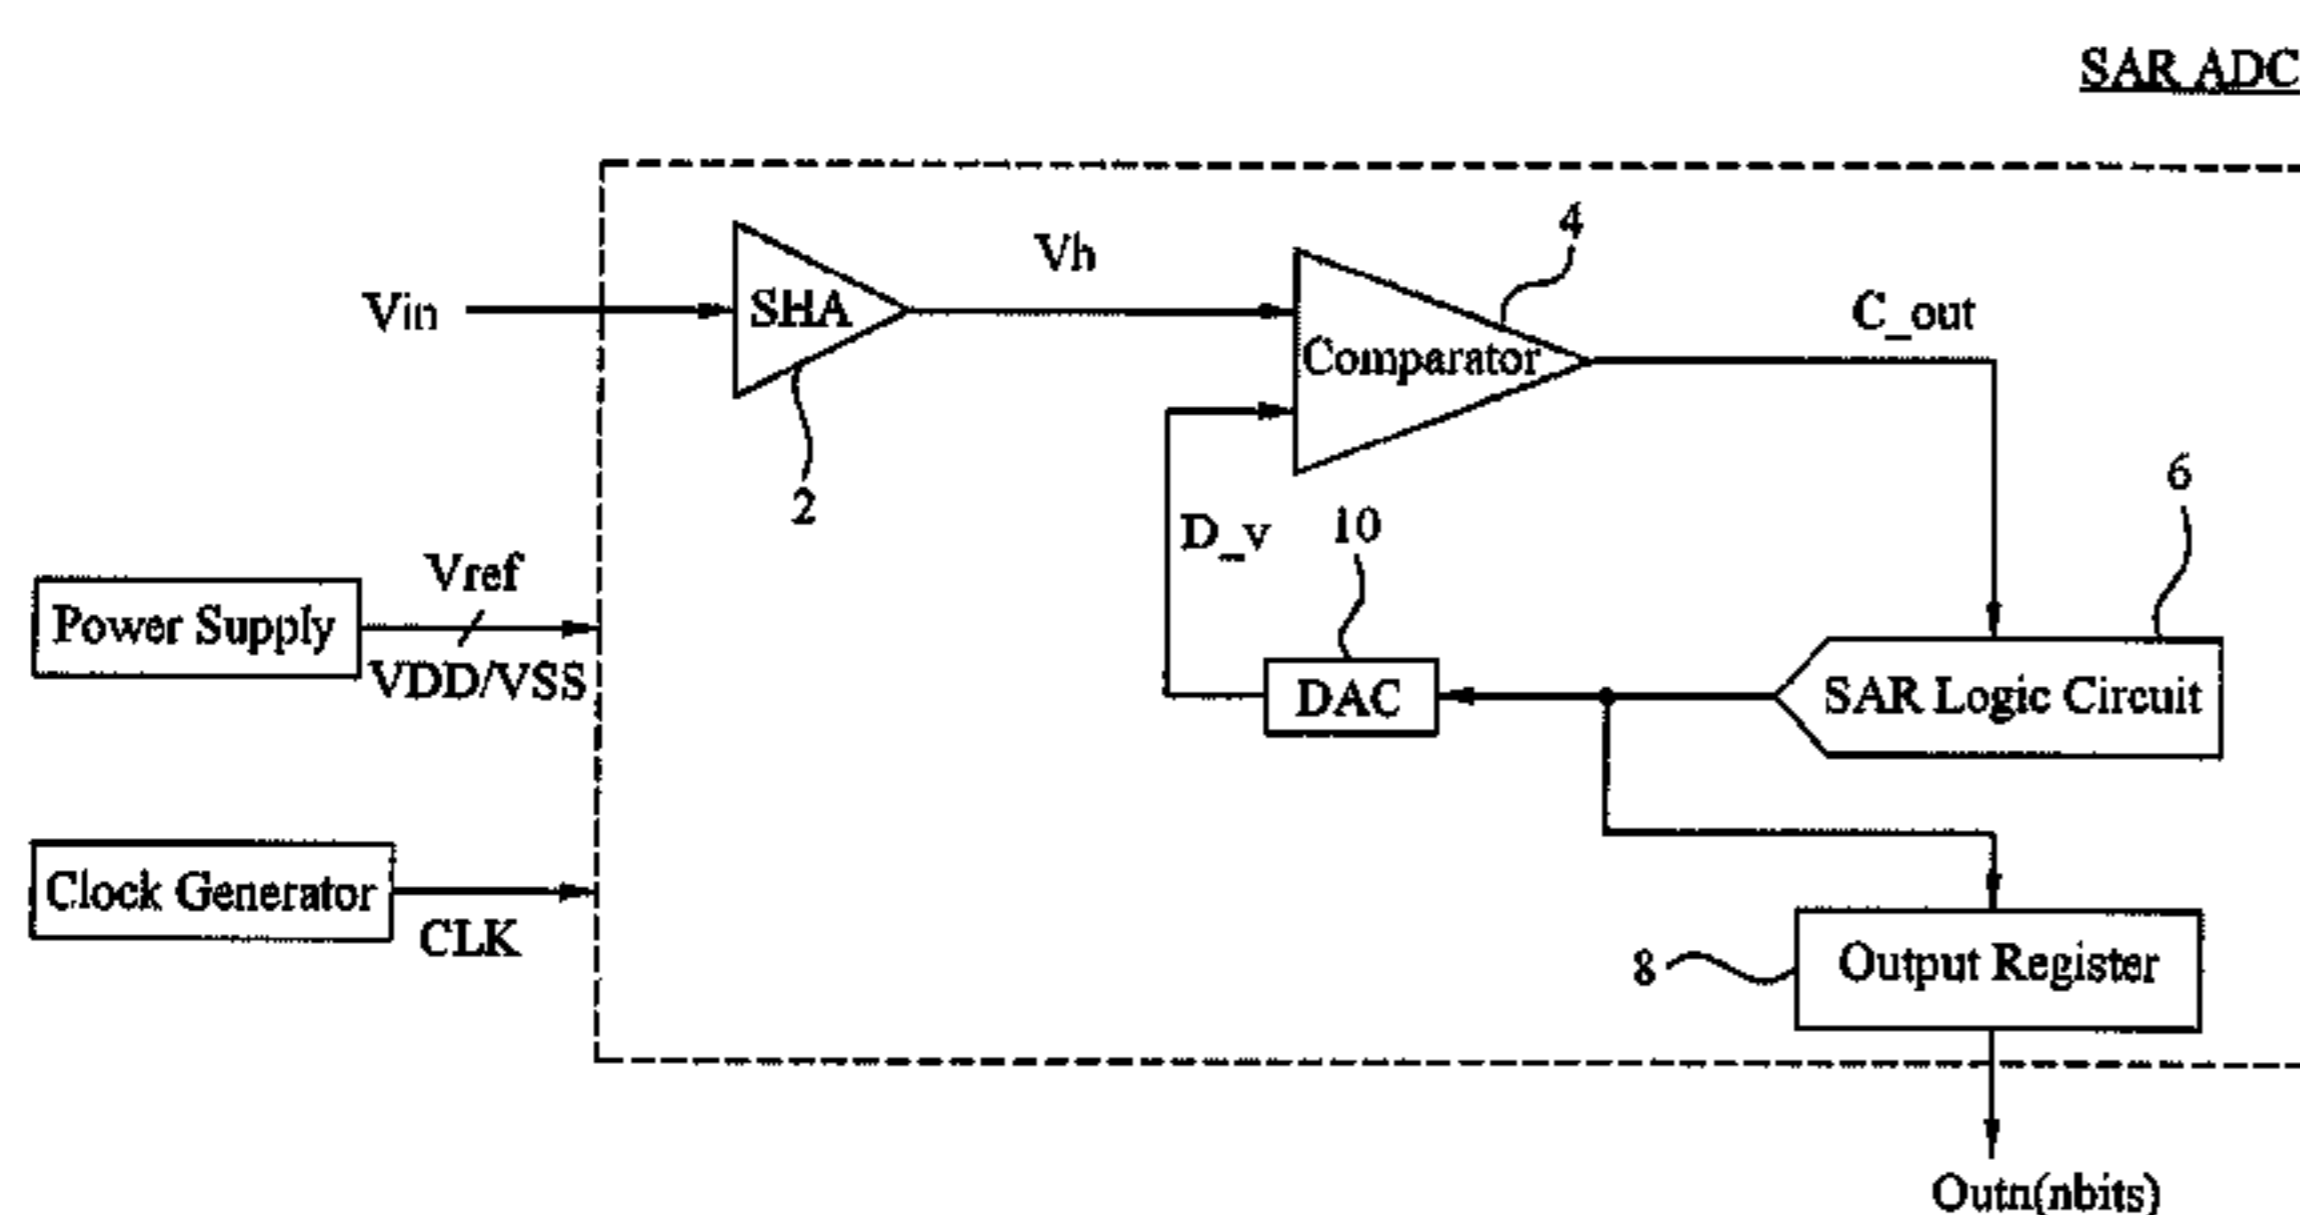 SAR ADC
4
Vh
Vin
SHA
C_out
Comparator
2
6
D_v
10
Vref
Power Supply
VDD/VSS
DAC
SAR Logic Circuit
Clock Generator
CLK
8
Output Register
Outn(nbits)